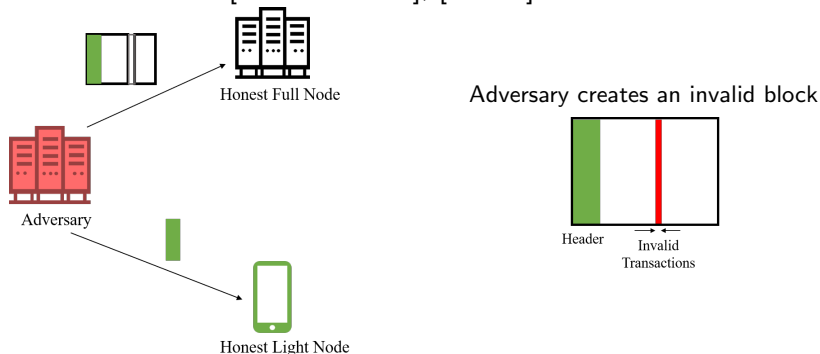 Honest Full Node
Adversary creates an invalid block
Adversary
Header
Invalid
Transactions
Honest Light Node